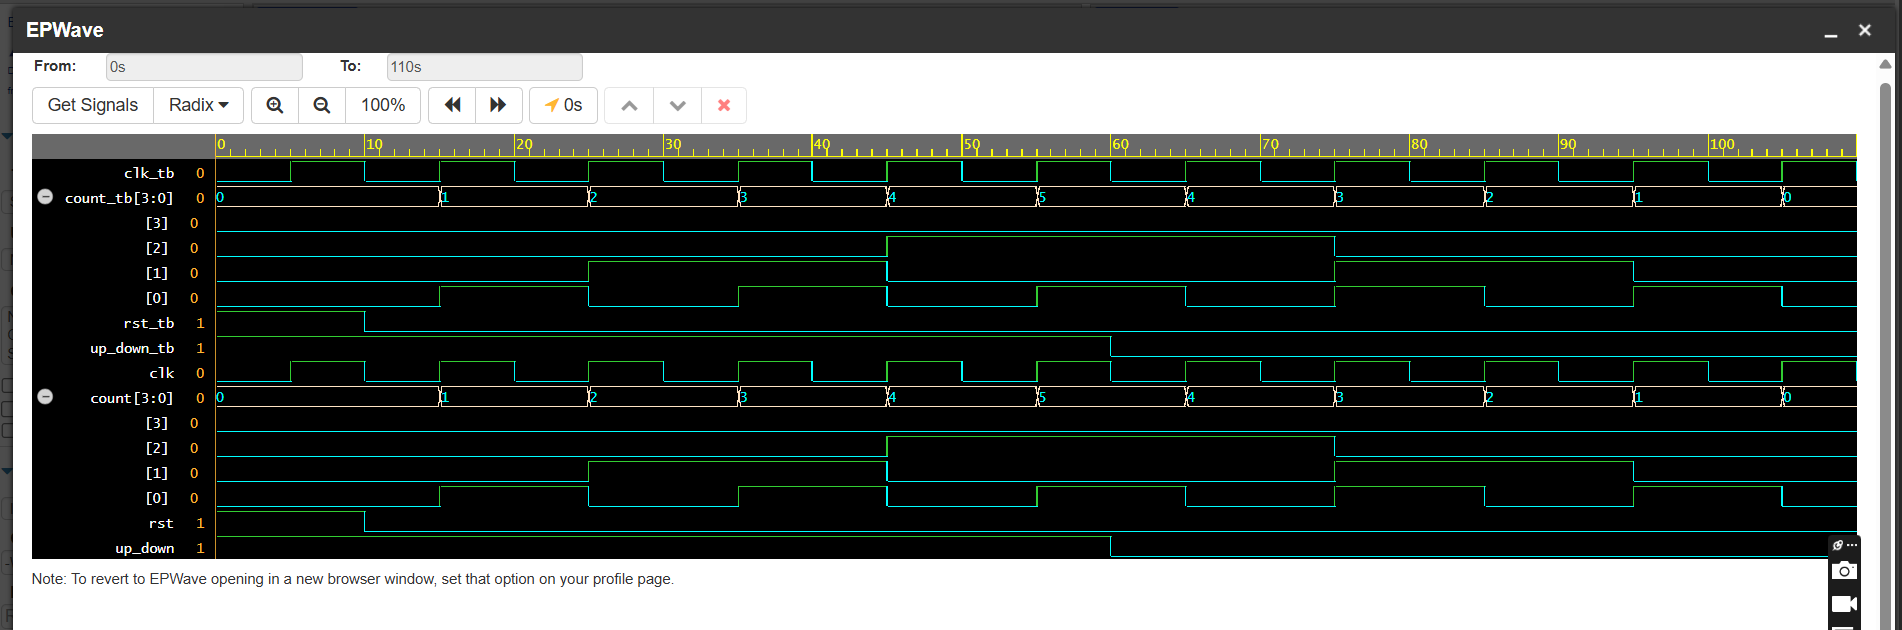 EPWave
From: 0s To: 110s
Get Signals Radix 100% 0s
0 10 20 30 40 50 60 70 80 90 100
clk_tb 0
count_tb[3:0] 0 0 1 2 3 4 5 4 3 2 1 0
[3] 0
[2] 0
[1] 0
[0] 0
rst_tb 1
up_down_tb 1
clk 0
count[3:0] 0 0 1 2 3 4 5 4 3 2 1 0
[3] 0
[2] 0
[1] 0
[0] 0
rst 1
up_down 1
Note: To revert to EPWave opening in a new browser window, set that option on your profile page.